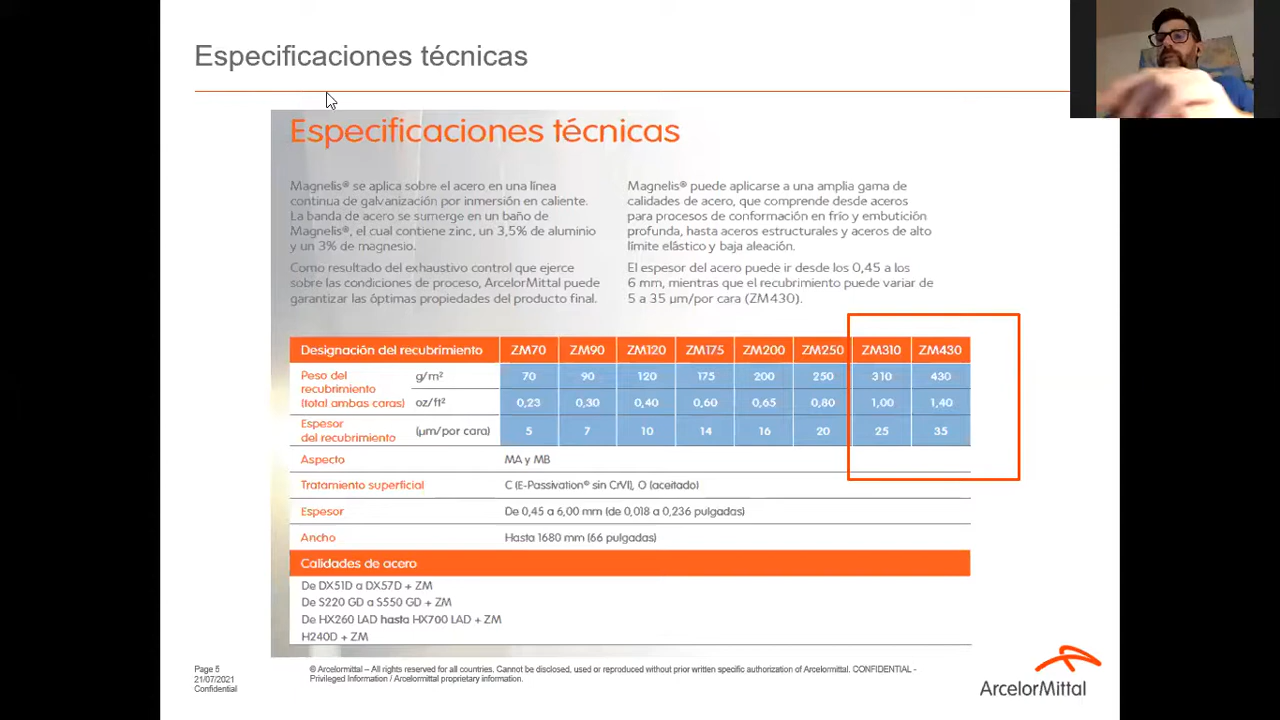 Especificaciones técnicas
Especificaciones técnicas
Magnelis® se aplica sobre el acero en una línea
continua de galvanización por inmersión en caliente.
La banda de acero se sumerge en un baño de
Magnelis®, el cual contiene zinc, un 3,5% de aluminio
y un 3% de magnesio.
Como resultado del exhaustivo control que ejerce
sobre las condiciones de proceso, ArcelorMittal puede
garantizar las óptimas propiedades del producto final.
Magnelis® puede aplicarse a una amplia gama de
calidades de acero, que comprende desde aceros
para procesos de conformación en frío y embutición
profunda, hasta aceros estructurales y aceros de alto
límite elástico y baja aleación.
El espesor del acero puede ir desde los 0,45 a los
6 mm, mientras que el recubrimiento puede variar de
5 a 35 µm/por cara (ZM430).
Designación del recubrimiento ZM70 ZM90 ZM120 ZM175 ZM200 ZM250 ZM310 ZM430
Peso del
recubrimiento
(total ambas caras)
g/m² 70 90 120 175 200 250 310 430
oz/ft² 0,23 0,30 0,40 0,60 0,65 0,80 1,00 1,40
Espesor
del recubrimiento
(µm/por cara) 5 7 10 14 16 20 25 35
Aspecto MA y MB
Tratamiento superficial C (E-Passivation® sin CrVI), O (aceitado)
Espesor De 0,45 a 6,00 mm (de 0,018 a 0,236 pulgadas)
Ancho Hasta 1680 mm (66 pulgadas)
Calidades de acero
De DX51D a DX57D + ZM
De S220 GD a S550 GD + ZM
De HX260 LAD hasta HX700 LAD + ZM
H240D + ZM
Page 5
21/07/2021
Confidential
© Arcelormittal – All rights reserved for all countries. Cannot be disclosed, used or reproduced without prior written specific authorization of Arcelormittal. CONFIDENTIAL -
Privileged Information / Arcelormittal proprietary information.
ArcelorMittal